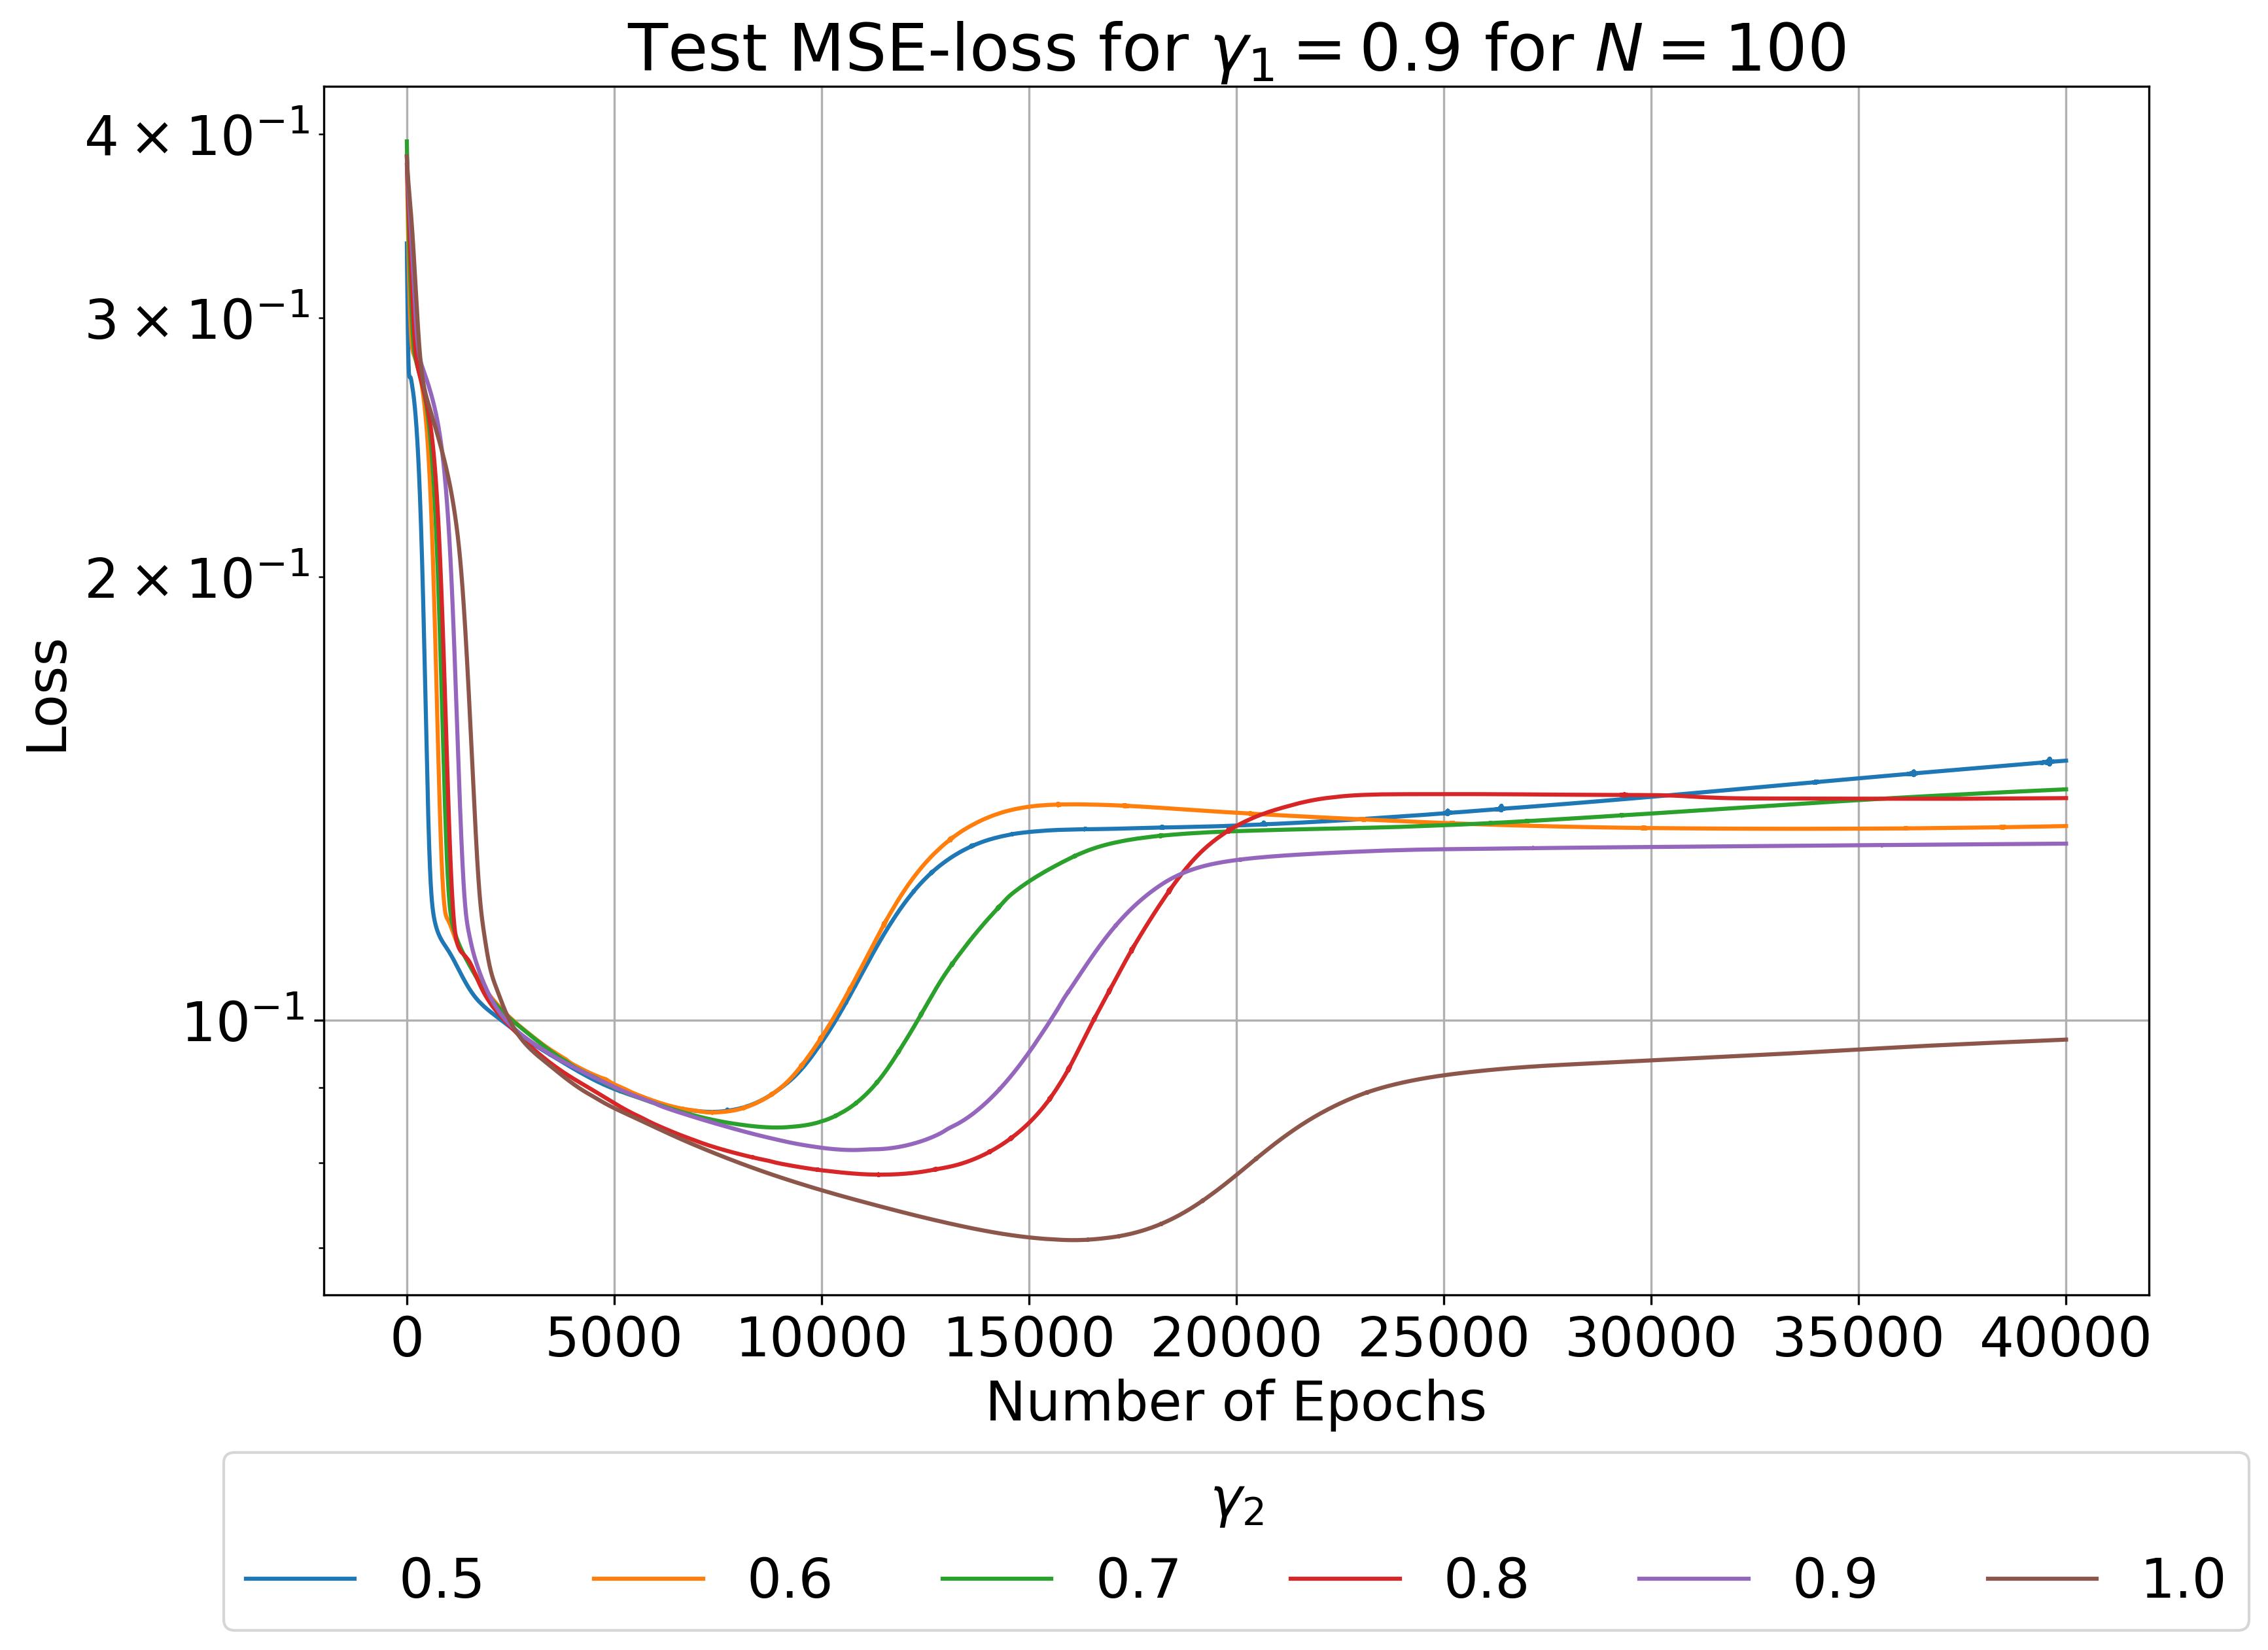 Test MSE-loss for γ₁ = 0.9 for N = 100
4 × 10⁻¹
3 × 10⁻¹
2 × 10⁻¹
10⁻¹
Loss
0 5000 10000 15000 20000 25000 30000 35000 40000
Number of Epochs
γ₂
0.5 0.6 0.7 0.8 0.9 1.0